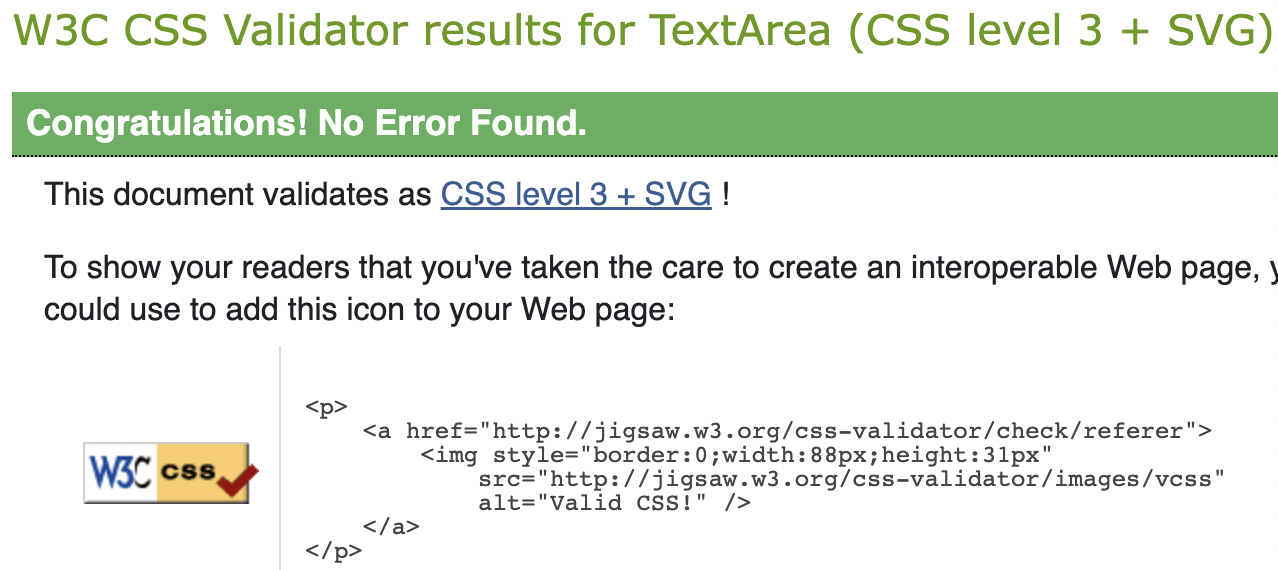 W3C CSS Validator results for TextArea (CSS level 3 + SVG)
Congratulations! No Error Found.
This document validates as CSS level 3 + SVG !
To show your readers that you've taken the care to create an interoperable Web page,
could use to add this icon to your Web page:
<p>
<a href="http://jigsaw.w3.org/css-validator/check/referer">
W3C css
<img style="border:0;width:88px;height:31px"
src="http://jigsaw.w3.org/css-validator/images/vcss"
alt="Valid CSS!" />
</a>
</p>